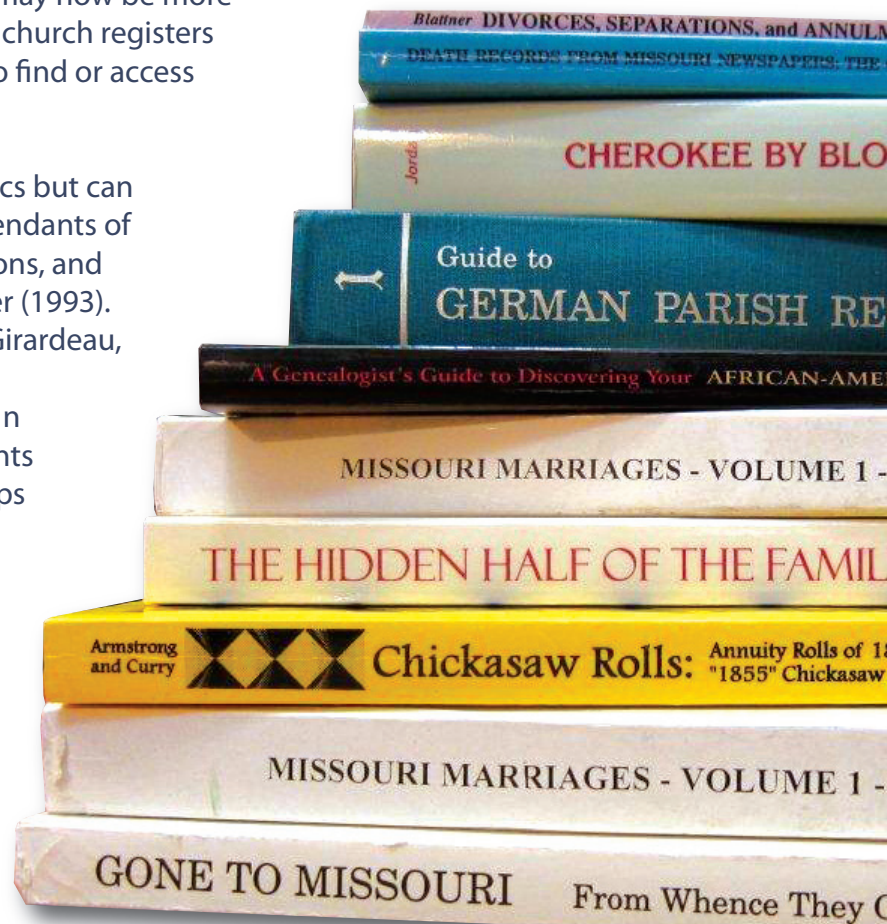 may now be more
church registers
o find or access
cs but can
endants of
ons, and
er (1993).
Girardeau,
n
nts
ps
Blattner DIVORCES, SEPARATIONS, and ANNULM
DEATH RECORDS FROM MISSOURI NEWSPAPERS: THE
Jorda
CHEROKEE BY BLO
1
Guide to
GERMAN PARISH RE
A Genealogist's Guide to Discovering Your AFRICAN-AME
MISSOURI MARRIAGES - VOLUME 1 -
THE HIDDEN HALF OF THE FAMIL
Armstrong
and Curry
Chickasaw Rolls:
Annuity Rolls of 18
"1855" Chickasaw
MISSOURI MARRIAGES - VOLUME 1 -
GONE TO MISSOURI From Whence They C